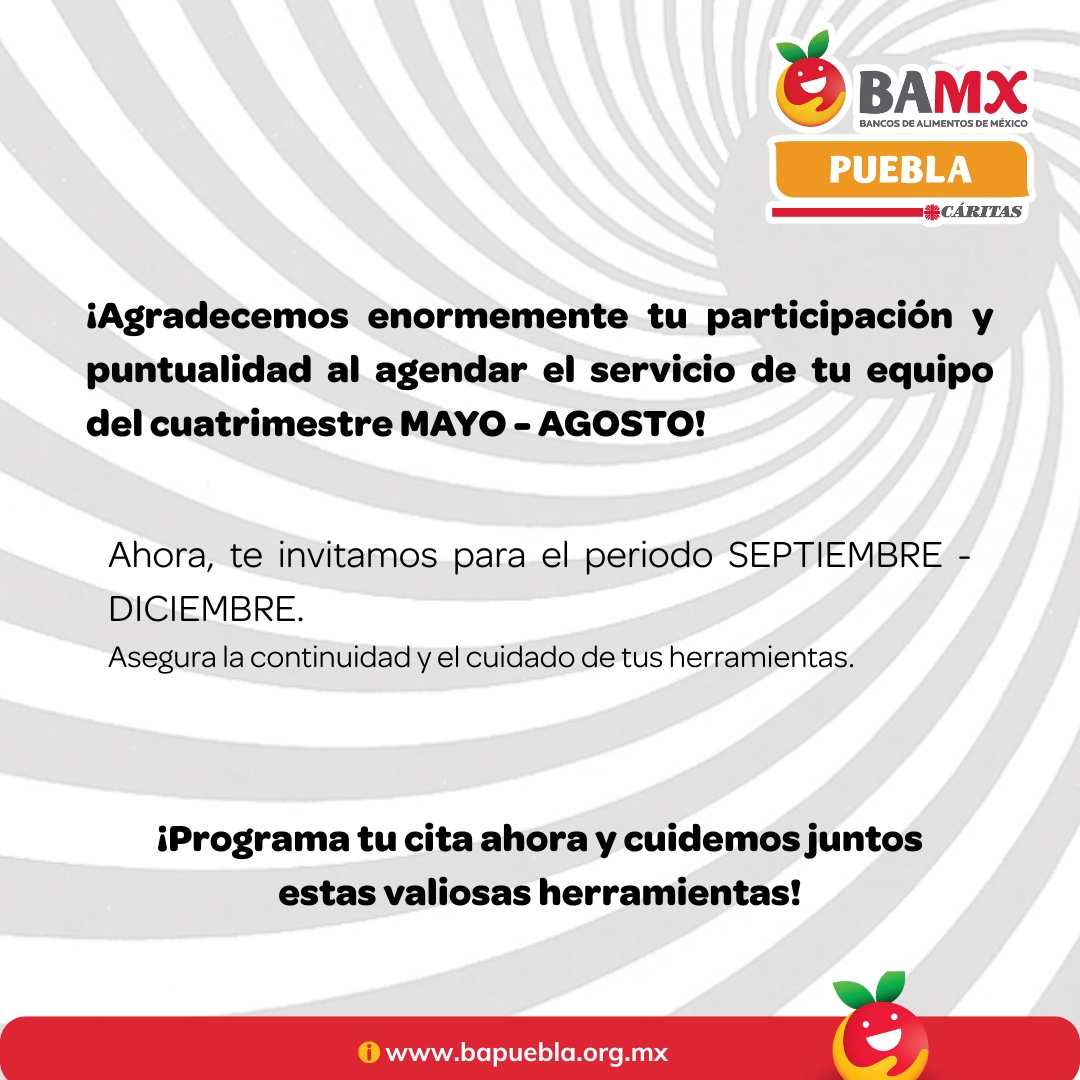 BAMX
BANCOS DE ALIMENTOS DE MÉXICO
PUEBLA
CÁRITAS
¡Agradecemos enormemente tu participación y
puntualidad al agendar el servicio de tu equipo
del cuatrimestre MAYO - AGOSTO!
Ahora, te invitamos para el periodo SEPTIEMBRE -
DICIEMBRE.
Asegura la continuidad y el cuidado de tus herramientas.
¡Programa tu cita ahora y cuidemos juntos
estas valiosas herramientas!
i www.bapuebla.org.mx